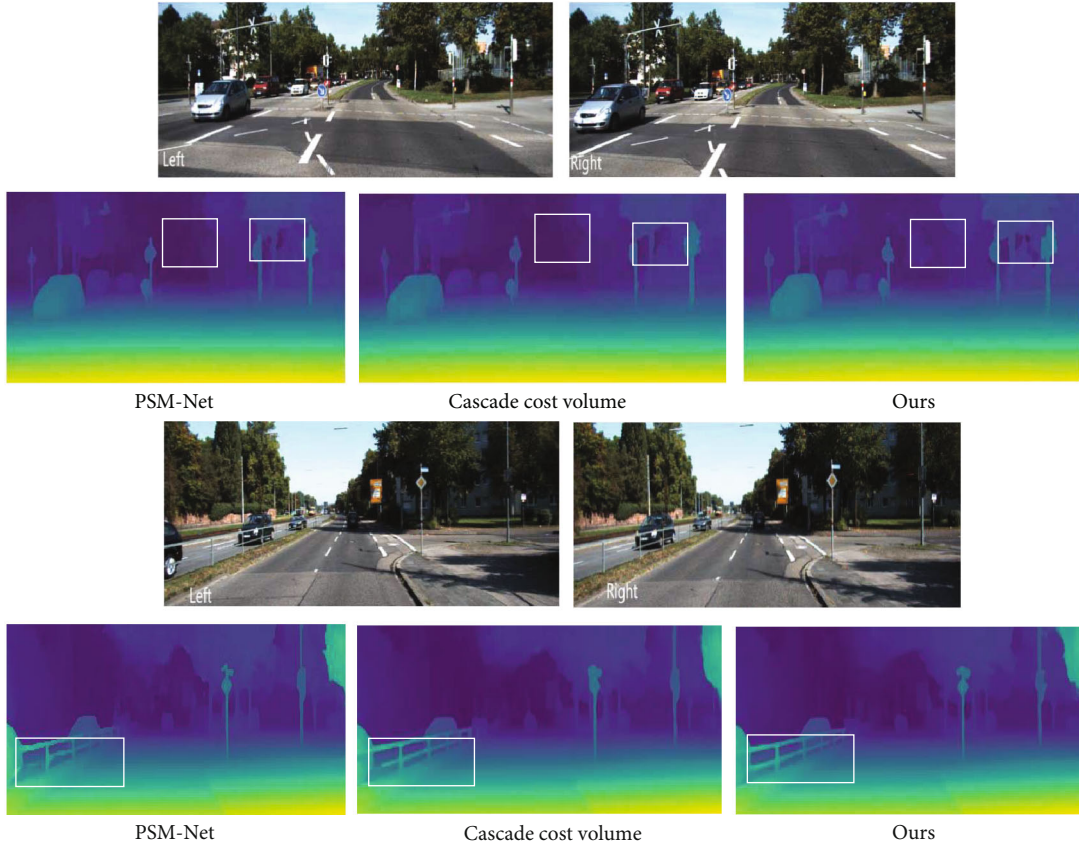 Left
Right
PSM-Net
Cascade cost volume
Ours
Left
Right
PSM-Net
Cascade cost volume
Ours